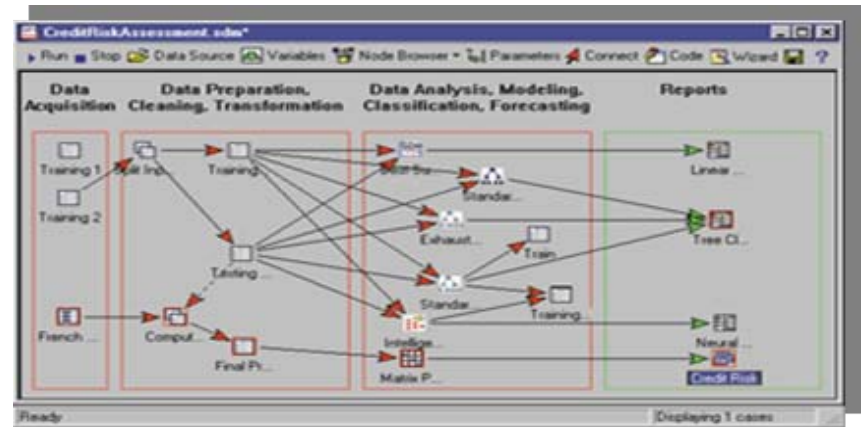 CreditRiskAssessment.sdm*
Run Stop Data Source Variables Node Browser Parameters Connect Code Wizard ?
Data Acquisition
Data Preparation, Cleaning, Transformation
Data Analysis, Modeling, Classification, Forecasting
Reports
Training 1
Split Inp...
Training
Linear ...
Training 2
Standar...
Exhaust...
Tree Cl...
Train
Testing ...
Standar
Training...
French ...
Comput...
Intellige...
Neural ...
Final Pr...
Matrix P...
Credit Risk
Ready
Displaying 1 cases